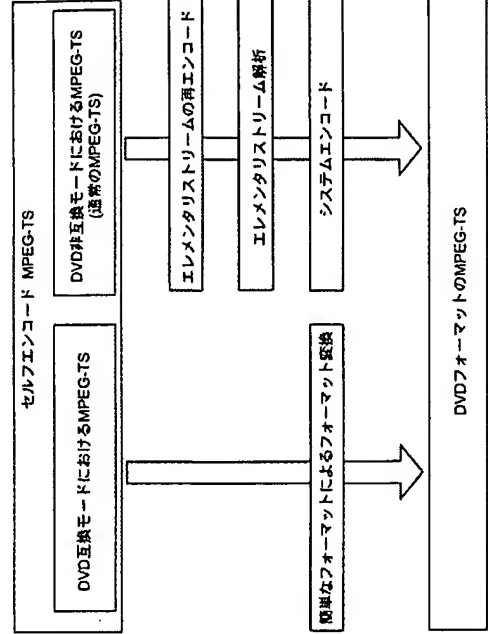 セルフエンコード MPEG-TS
DVD互換モードにおけるMPEG-TS
DVD非互換モードにおけるMPEG-TS
(通常のMPEG-TS)
エレメンタリストリームの再エンコード
エレメンタリストリーム解析
簡単なフォーマットによるフォーマット変換
システムエンコード
DVDフォーマットのMPEG-TS